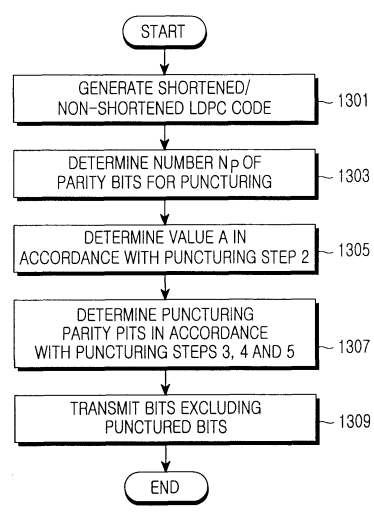 START
GENERATE SHORTENED/
NON-SHORTENED LDPC CODE
1301
DETERMINE NUMBER Np OF
PARITY BITS FOR PUNCTURING
1303
DETERMINE VALUE A IN
ACCORDANCE WITH PUNCTURING STEP 2
1305
DETERMINE PUNCTURING
PARITY PITS IN ACCORDANCE
WITH PUNCTURING STEPS 3, 4 AND 5
1307
TRANSMIT BITS EXCLUDING
PUNCTURED BITS
1309
END